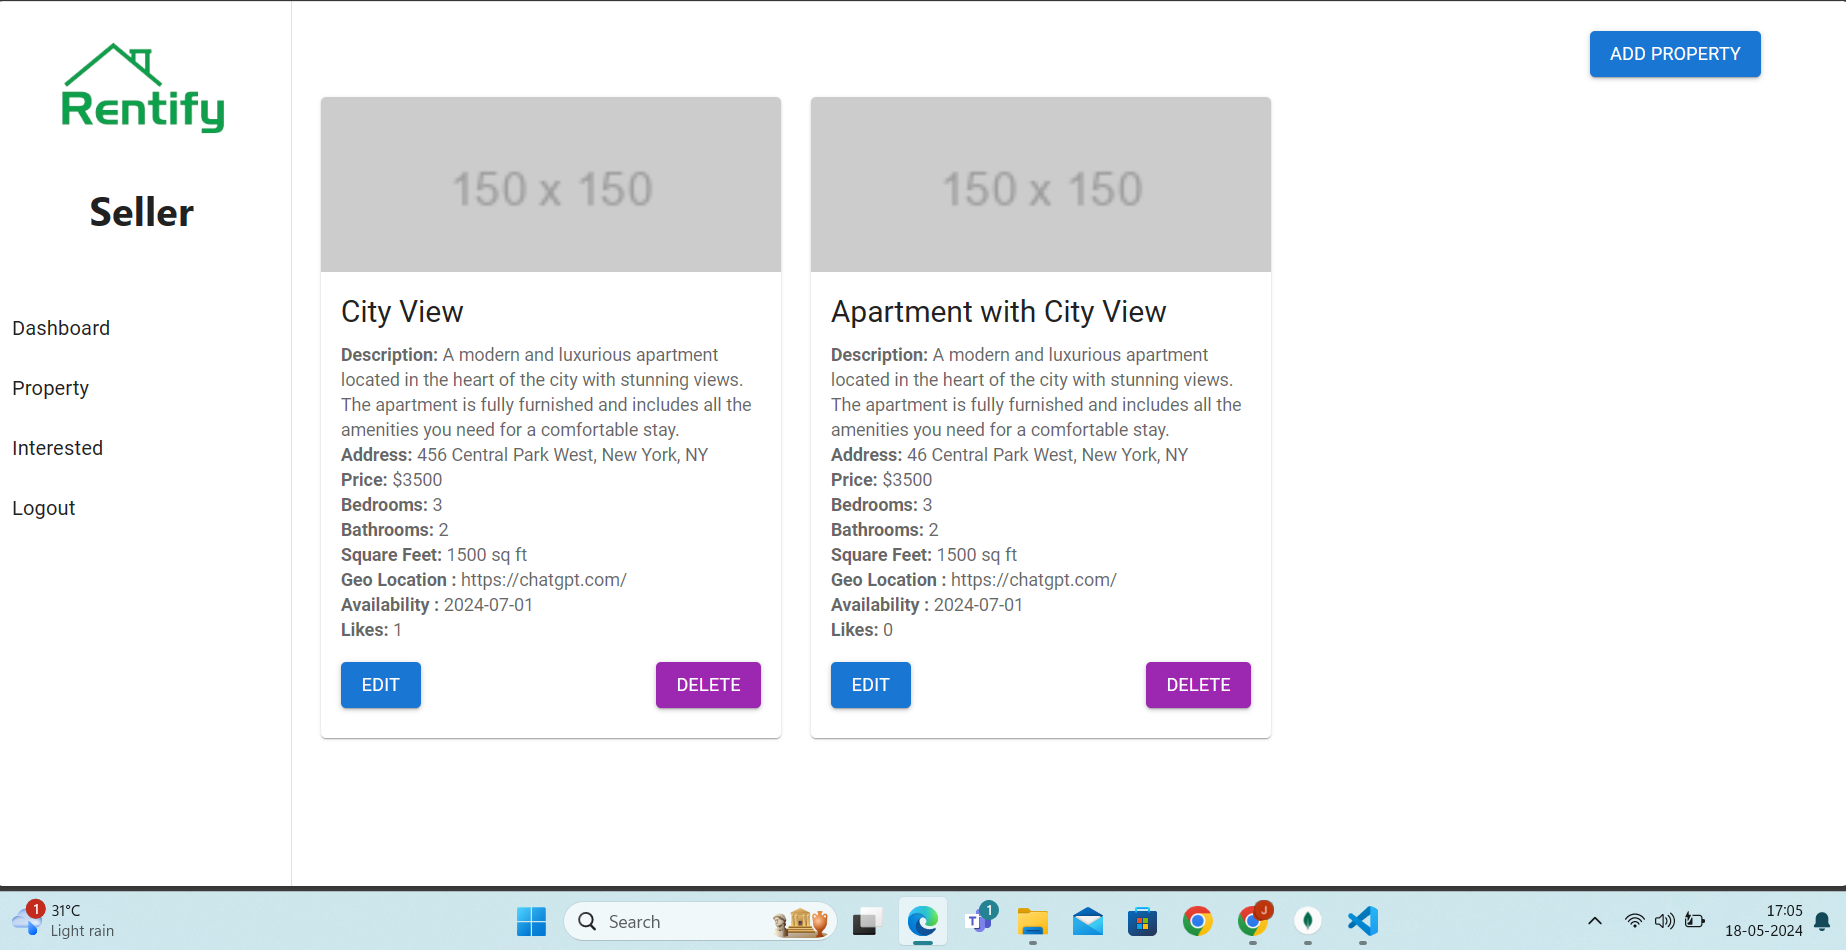 Rentify
Seller
Dashboard
Property
Interested
Logout
ADD PROPERTY
150 x 150
City View
Description: A modern and luxurious apartment
located in the heart of the city with stunning views.
The apartment is fully furnished and includes all the
amenities you need for a comfortable stay.
Address: 456 Central Park West, New York, NY
Price: $3500
Bedrooms: 3
Bathrooms: 2
Square Feet: 1500 sq ft
Geo Location : https://chatgpt.com/
Availability : 2024-07-01
Likes: 1
EDIT
DELETE
150 x 150
Apartment with City View
Description: A modern and luxurious apartment
located in the heart of the city with stunning views.
The apartment is fully furnished and includes all the
amenities you need for a comfortable stay.
Address: 46 Central Park West, New York, NY
Price: $3500
Bedrooms: 3
Bathrooms: 2
Square Feet: 1500 sq ft
Geo Location : https://chatgpt.com/
Availability : 2024-07-01
Likes: 0
EDIT
DELETE
1
31°C
Light rain
Search
T
1
J
17:05
18-05-2024